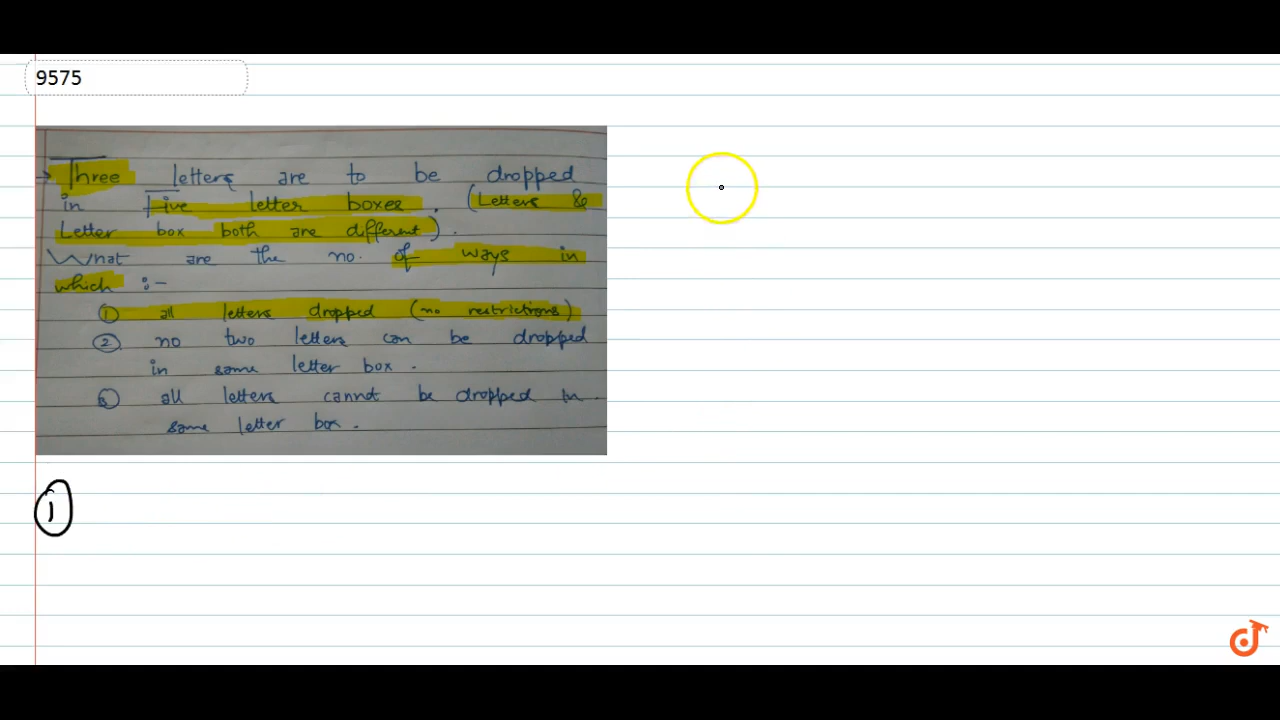 9575
→ Three letters are to be dropped
in Five letter boxes. (Letters &
Letter box both are different).
What are the no. of ways in
which :-
① all letters dropped (no restrictions)
② no two letters can be dropped
in same letter box.
③ all letters cannot be dropped in
same letter box.
①